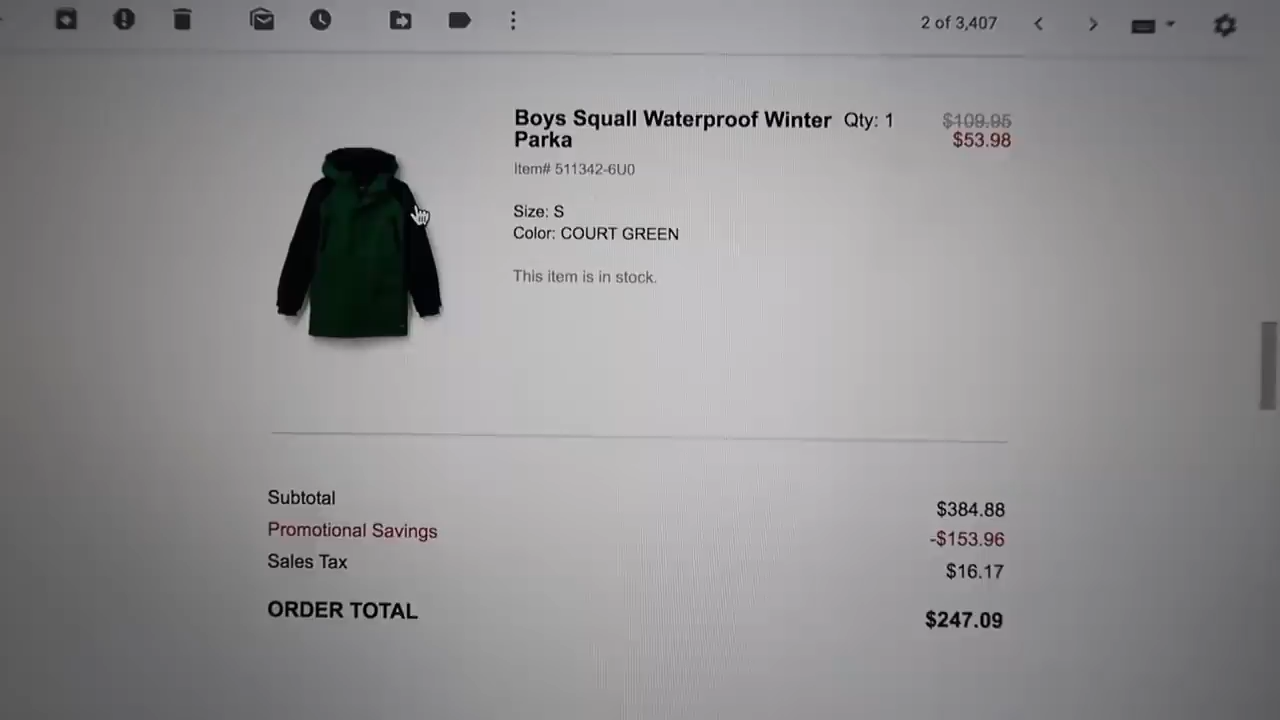 2 of 3,407
Boys Squall Waterproof Winter Qty: 1 $109.95
Parka $53.98
Item# 511342-6U0
Size: S
Color: COURT GREEN
This item is in stock.
Subtotal $384.88
Promotional Savings -$153.96
Sales Tax $16.17
ORDER TOTAL $247.09